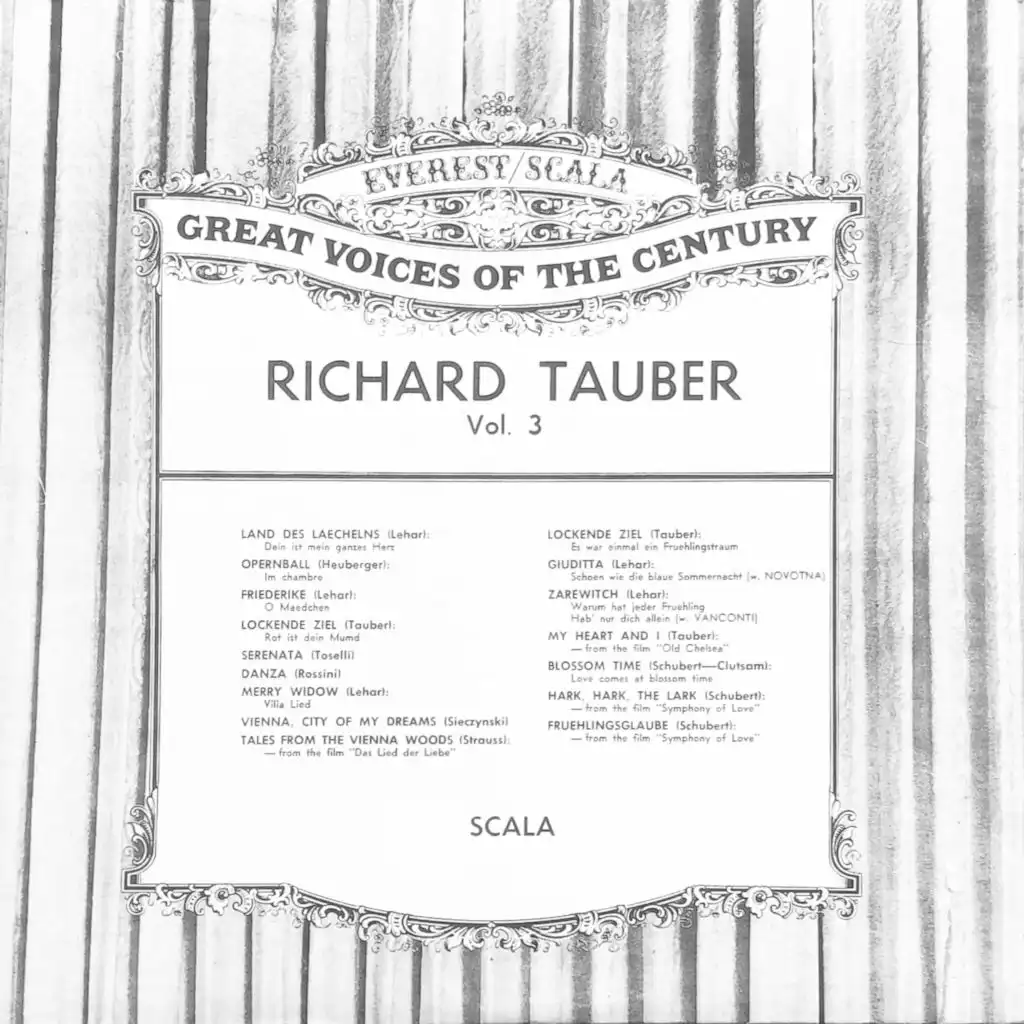 EVEREST/SCALA
GREAT VOICES OF THE CENTURY
RICHARD TAUBER
Vol. 3
LAND DES LAECHELNS (Lehar):
Dein ist mein ganzes Herz
OPERNBALL (Heuberger):
Im chambre
FRIEDERIKE (Lehar):
O Maedchen
LOCKENDE ZIEL (Tauber):
Rot ist dein Mumd
SERENATA (Toselli)
DANZA (Rossini)
MERRY WIDOW (Lehar):
Villa Lied
VIENNA, CITY OF MY DREAMS (Sieczynski)
TALES FROM THE VIENNA WOODS (Strauss):
— from the film "Das Lied der Liebe"
LOCKENDE ZIEL (Tauber):
Es war einmal ein Fruehlingstraum
GIUDITTA (Lehar):
Schoen wie die blaue Sommernacht (w. NOVOTNA)
ZAREWITCH (Lehar):
Warum hat jeder Fruehling
Hab' nur dich allein (w. VANCONTI)
MY HEART AND I (Tauber):
— from the film "Old Chelsea"
BLOSSOM TIME (Schubert—Clutsam):
Love comes at blossom time
HARK, HARK, THE LARK (Schubert):
— from the film "Symphony of Love"
FRUEHLINGSGLAUBE (Schubert):
— from the film "Symphony of Love"
SCALA